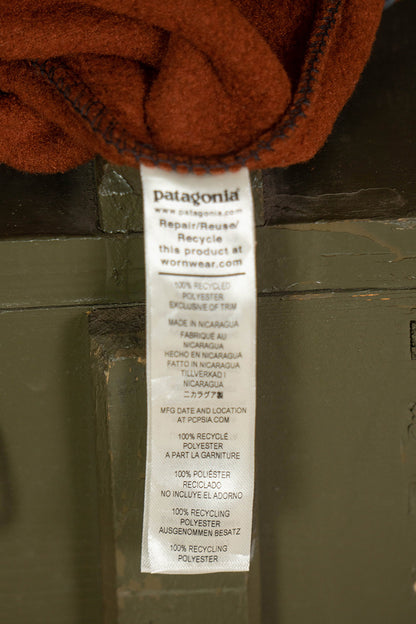 patagonia
www.patagonia.com
Repair/Reuse/
Recycle
this product at
wornwear.com
100% RECYCLED
POLYESTER
EXCLUSIVE OF TRIM
MADE IN NICARAGUA
FABRIQUÉ AU
NICARAGUA
HECHO EN NICARAGUA
FATTO IN NICARAGUA
TILLVERKAD I
NICARAGUA
ニカラグア製
MFG DATE AND LOCATION
AT PCPSIA.COM
100% RECYCLÉ
POLYESTER
A PART LA GARNITURE
100% POLIÉSTER
RECICLADO
NO INCLUYE EL ADORNO
100% RECYCLING
POLYESTER
AUSGENOMMEN BESATZ
100% RECYCLING
POLYESTER